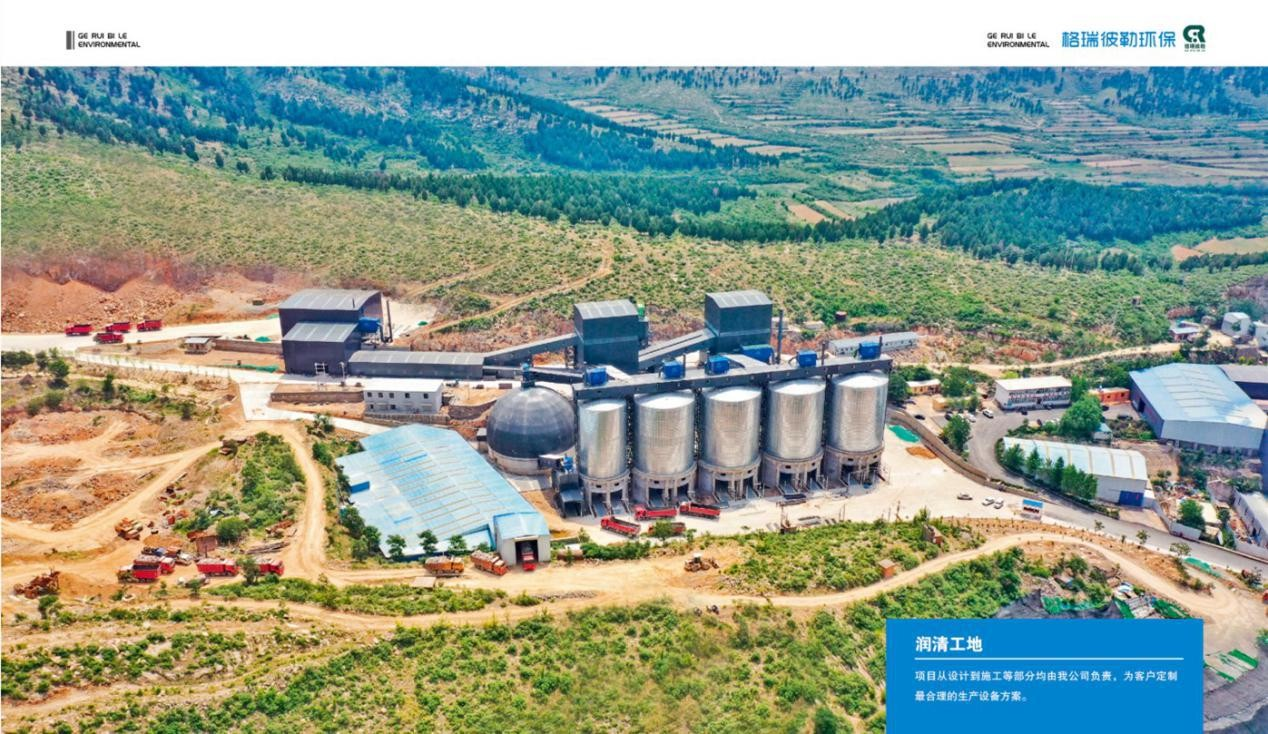 GE RUI BI LE
ENVIRONMENTAL
GE RUI BI LE
ENVIRONMENTAL
格瑞彼勒环保
润清工地
项目从设计到施工等部分均由我公司负责，为客户定制
最合理的生产设备方案。